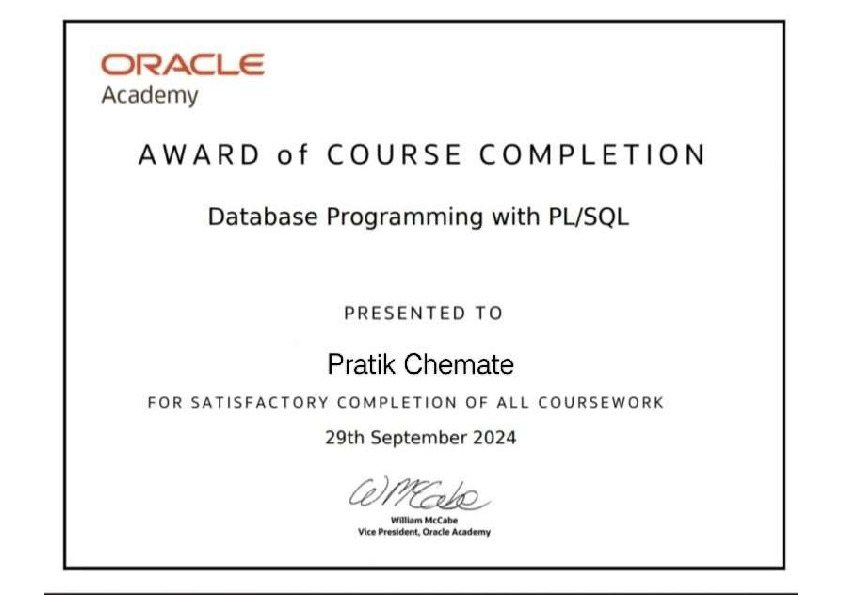 ORACLE
Academy
AWARD of COURSE COMPLETION
Database Programming with PL/SQL
PRESENTED TO
Pratik Chemate
FOR SATISFACTORY COMPLETION OF ALL COURSEWORK
29th September 2024
WMcCabe
William McCabe
Vice President, Oracle Academy